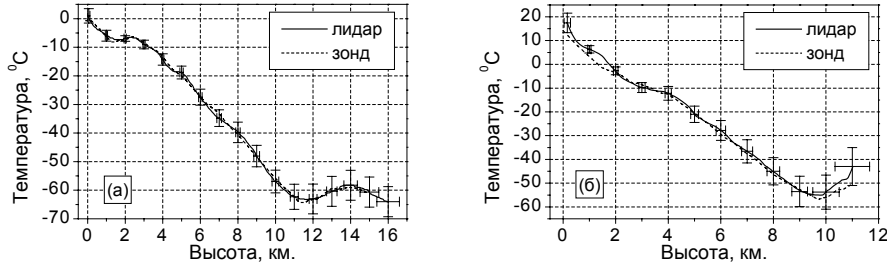 лидар
зонд
Температура, ⁰C
0
-10
-20
-30
-40
-50
-60
-70
(а)
0 2 4 6 8 10 12 14 16
Высота, км.
лидар
зонд
Температура, ⁰C
20
10
0
-10
-20
-30
-40
-50
-60
(б)
0 2 4 6 8 10 12
Высота, км.